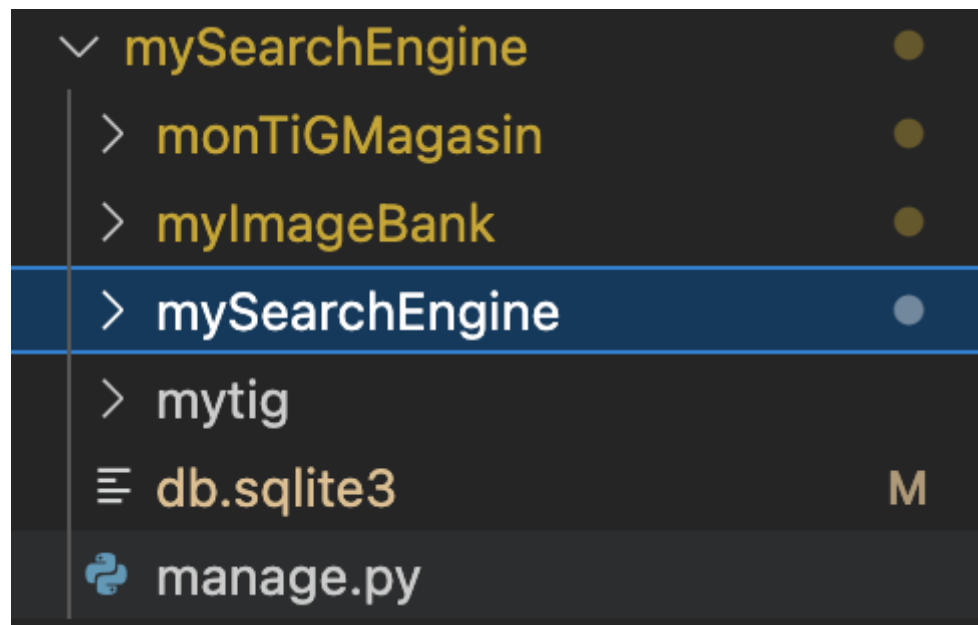 mySearchEngine
monTiGMagasin
myImageBank
mySearchEngine
mytig
db.sqlite3 M
manage.py